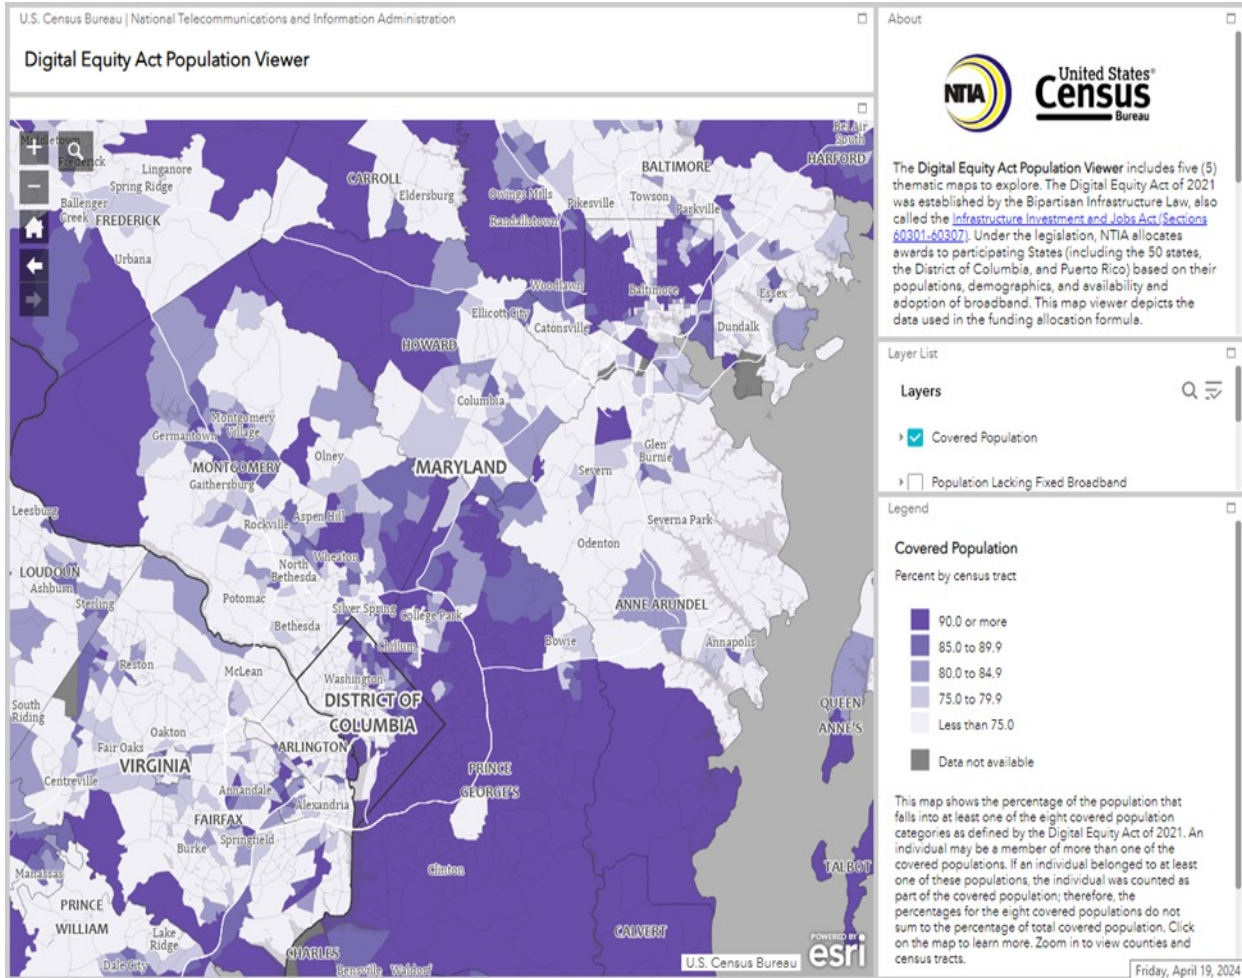 U.S. Census Bureau | National Telecommunications and Information Administration
Digital Equity Act Population Viewer
Frederick
Linganore
Spring Ridge
Ballenger
Creek
FREDERICK
Urbana
CARROLL
Eldersburg
Owings Mills
Randallstown
Pikesville
BALTIMORE
Towson
Parkville
Bel Air
South
HARFORD
Woodlawn
Baltimore
Essex
Ellicott City
Catonsville
Dundalk
HOWARD
Columbia
Montgomery
Village
Germantown
MONTGOMERY
Gaithersburg
Olney
MARYLAND
Glen
Burnie
Severn
Leesburg
Rockville
Aspen Hill
Severna Park
Odenton
Wheaton
North
Bethesda
LOUDOUN
Ashburn
Sterling
Potomac
Silver Spring
College Park
ANNE ARUNDEL
Bethesda
Chillum
Bowie
Annapolis
Reston
McLean
Washington
DISTRICT OF
COLUMBIA
QUEEN
ANNE'S
South
Riding
Oakton
Fair Oaks
ARLINGTON
VIRGINIA
Centreville
Annandale
Alexandria
PRINCE
GEORGE'S
FAIRFAX
Burke
Springfield
Manassas
Clinton
TALBOT
PRINCE
WILLIAM
Lake
Ridge
Dale City
CHARLES
Bensville
Waldorf
CALVERT
U.S. Census Bureau
POWERED BY
esri
About
NTIA
United States®
Census
Bureau
The Digital Equity Act Population Viewer includes five (5)
thematic maps to explore. The Digital Equity Act of 2021
was established by the Bipartisan Infrastructure Law, also
called the Infrastructure Investment and Jobs Act (Sections
60301-60307). Under the legislation, NTIA allocates
awards to participating States (including the 50 states,
the District of Columbia, and Puerto Rico) based on their
populations, demographics, and availability and
adoption of broadband. This map viewer depicts the
data used in the funding allocation formula.
Layer List
Layers
Covered Population
Population Lacking Fixed Broadband
Legend
Covered Population
Percent by census tract
90.0 or more
85.0 to 89.9
80.0 to 84.9
75.0 to 79.9
Less than 75.0
Data not available
This map shows the percentage of the population that
falls into at least one of the eight covered population
categories as defined by the Digital Equity Act of 2021. An
individual may be a member of more than one of the
covered populations. If an individual belonged to at least
one of these populations, the individual was counted as
part of the covered population; therefore, the
percentages for the eight covered populations do not
sum to the percentage of total covered population. Click
on the map to learn more. Zoom in to view counties and
census tracts.
Friday, April 19, 2024